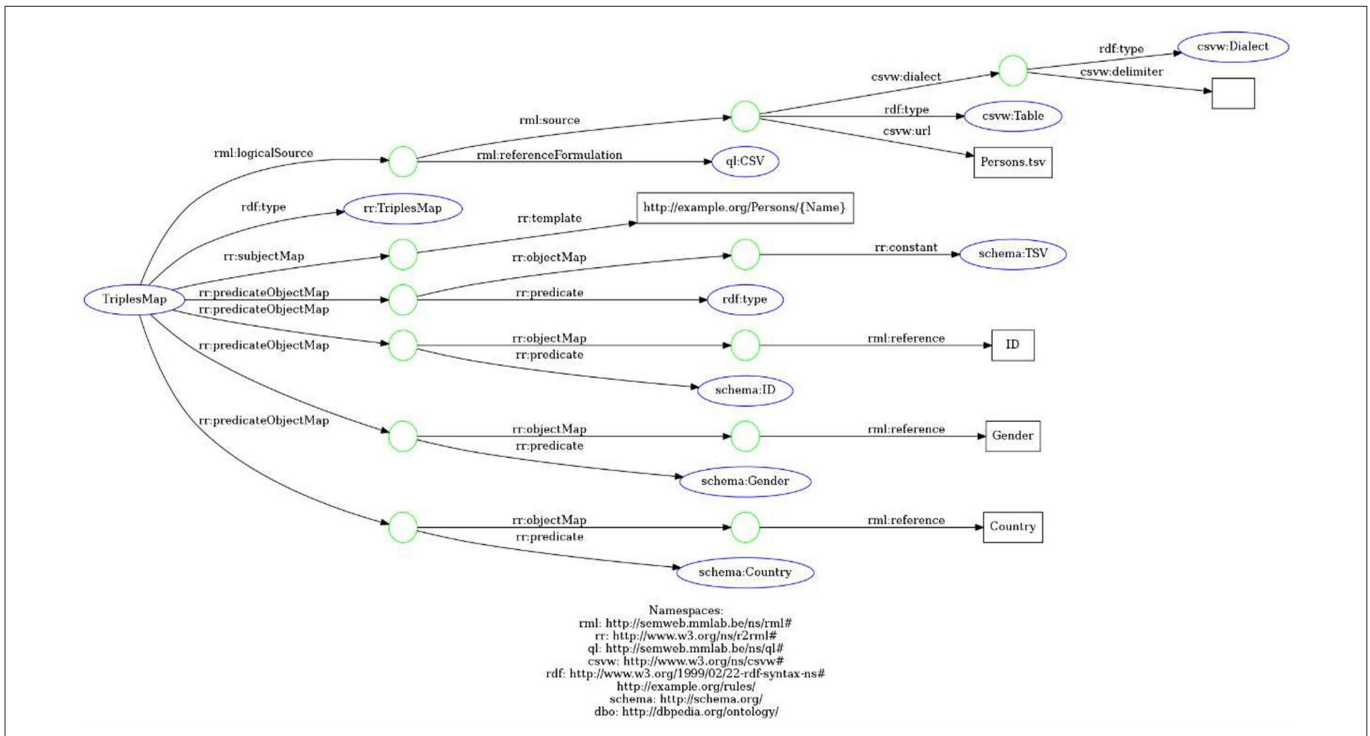 rdf:type
csvw:Dialect
csvw:dialect
csvw:delimiter
rml:source
rdf:type
csvw:Table
csvw:url
rml:logicalSource
rml:referenceFormulation
ql:CSV
Persons.tsv
rdf:type
rr:TriplesMap
rr:template
http://example.org/Persons/{Name}
rr:subjectMap
rr:objectMap
rr:constant
schema:TSV
TriplesMap
rr:predicateObjectMap
rr:predicate
rdf:type
rr:predicateObjectMap
rr:objectMap
rml:reference
ID
rr:predicateObjectMap
rr:predicate
schema:ID
rr:predicateObjectMap
rr:objectMap
rml:reference
Gender
rr:predicate
schema:Gender
rr:objectMap
rml:reference
Country
rr:predicate
schema:Country
Namespaces:
rml: http://semweb.mmlab.be/ns/rml#
rr: http://www.w3.org/ns/r2rml#
ql: http://semweb.mmlab.be/ns/ql#
csvw: http://www.w3.org/ns/csvw#
rdf: http://www.w3.org/1999/02/22-rdf-syntax-ns#
http://example.org/rules/
schema: http://schema.org/
dbo: http://dbpedia.org/ontology/